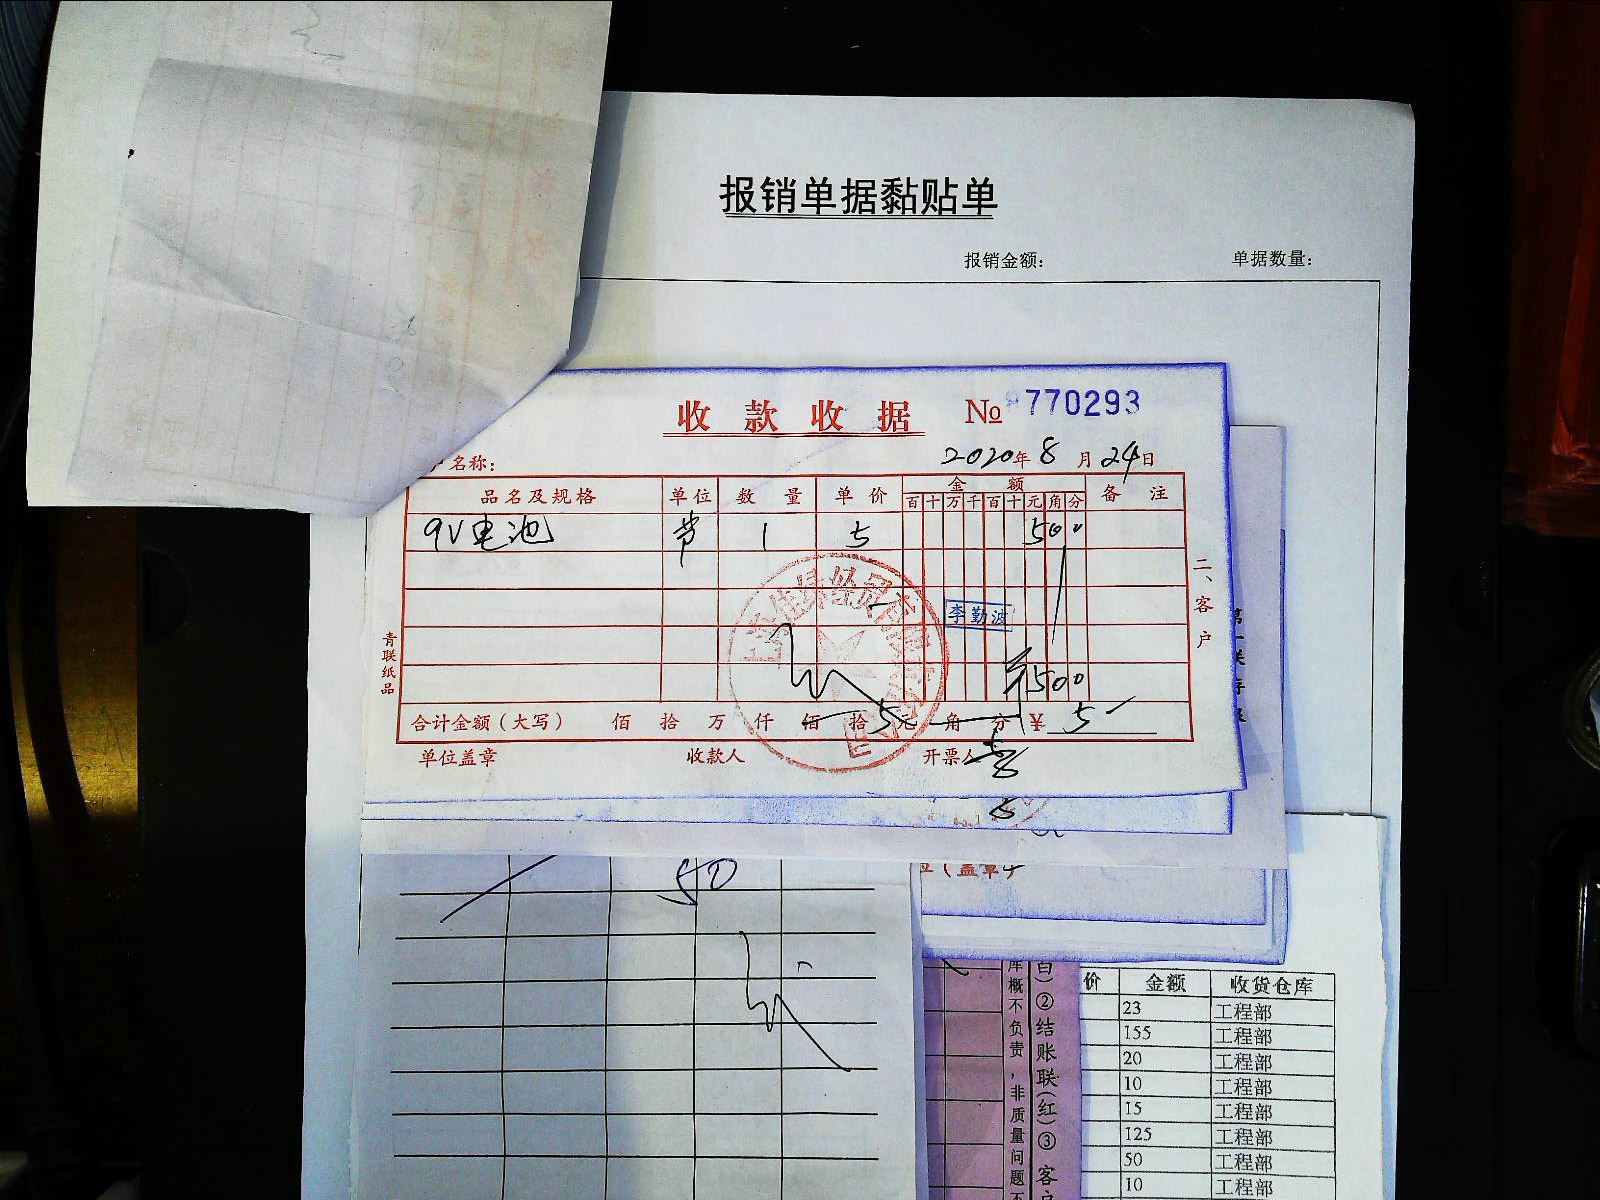 报销单据黏贴单
报销金额： 单据数量：
收款收据 № 770293
名称： 2020年8月24日
品名及规格 单位 数量 单价 金额 备注
百十万千百十元角分
9V电池 节 1 5 500
李勤波
500
合计金额(大写) 佰 拾 万 仟 佰 拾 5元 角 分 ¥ 5
单位盖章 收款人 开票人
青联纸品
二、客户
(盖章)
50
库概不负责，非质量问题不
白)②结账联(红)③客户
价 金额 收货仓库
23 工程部
155 工程部
20 工程部
10 工程部
15 工程部
125 工程部
50 工程部
10 工程部